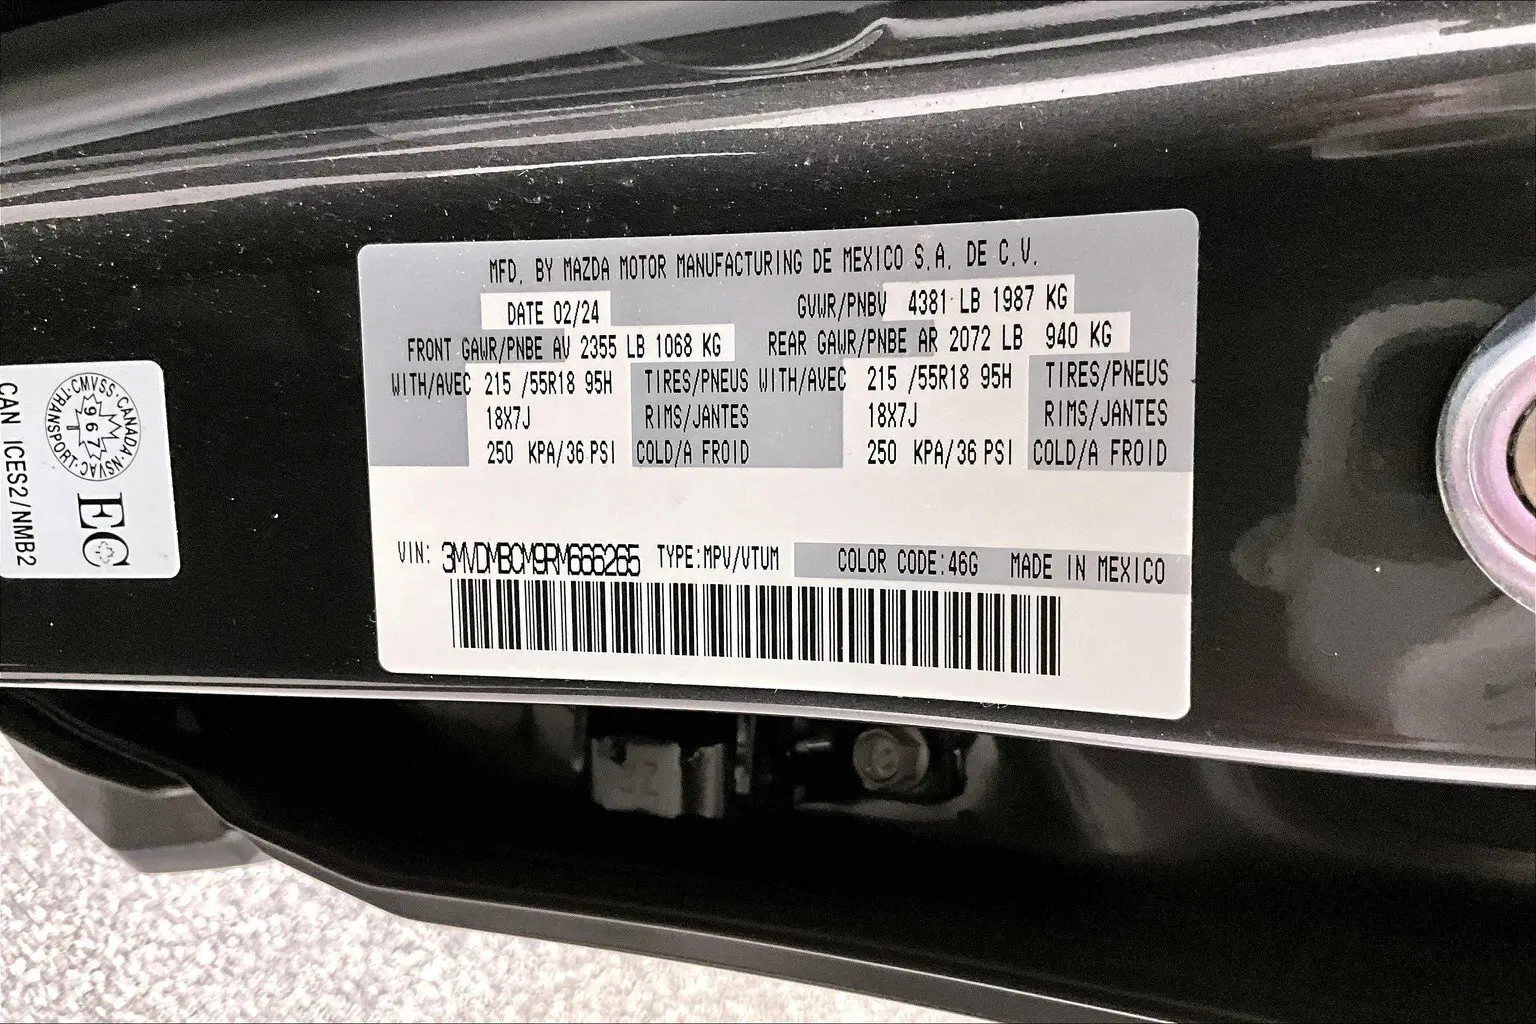 MFD. BY MAZDA MOTOR MANUFACTURING DE MEXICO S.A. DE C.V.
DATE 02/24 GVWR/PNBV 4381 LB 1987 KG
FRONT GAWR/PNBE AV 2355 LB 1068 KG REAR GAWR/PNBE AR 2072 LB 940 KG
WITH/AVEC 215 /55R18 95H TIRES/PNEUS WITH/AVEC 215 /55R18 95H TIRES/PNEUS
18X7J RIMS/JANTES 18X7J RIMS/JANTES
250 KPA/36 PSI COLD/A FROID 250 KPA/36 PSI COLD/A FROID
VIN: 3MVDMBCM9RM666265 TYPE:MPV/VTUM COLOR CODE:46G MADE IN MEXICO
CMVSS·CANADA·NSVAC·TRANSPORT
967
EC
CAN ICES2/NMB2